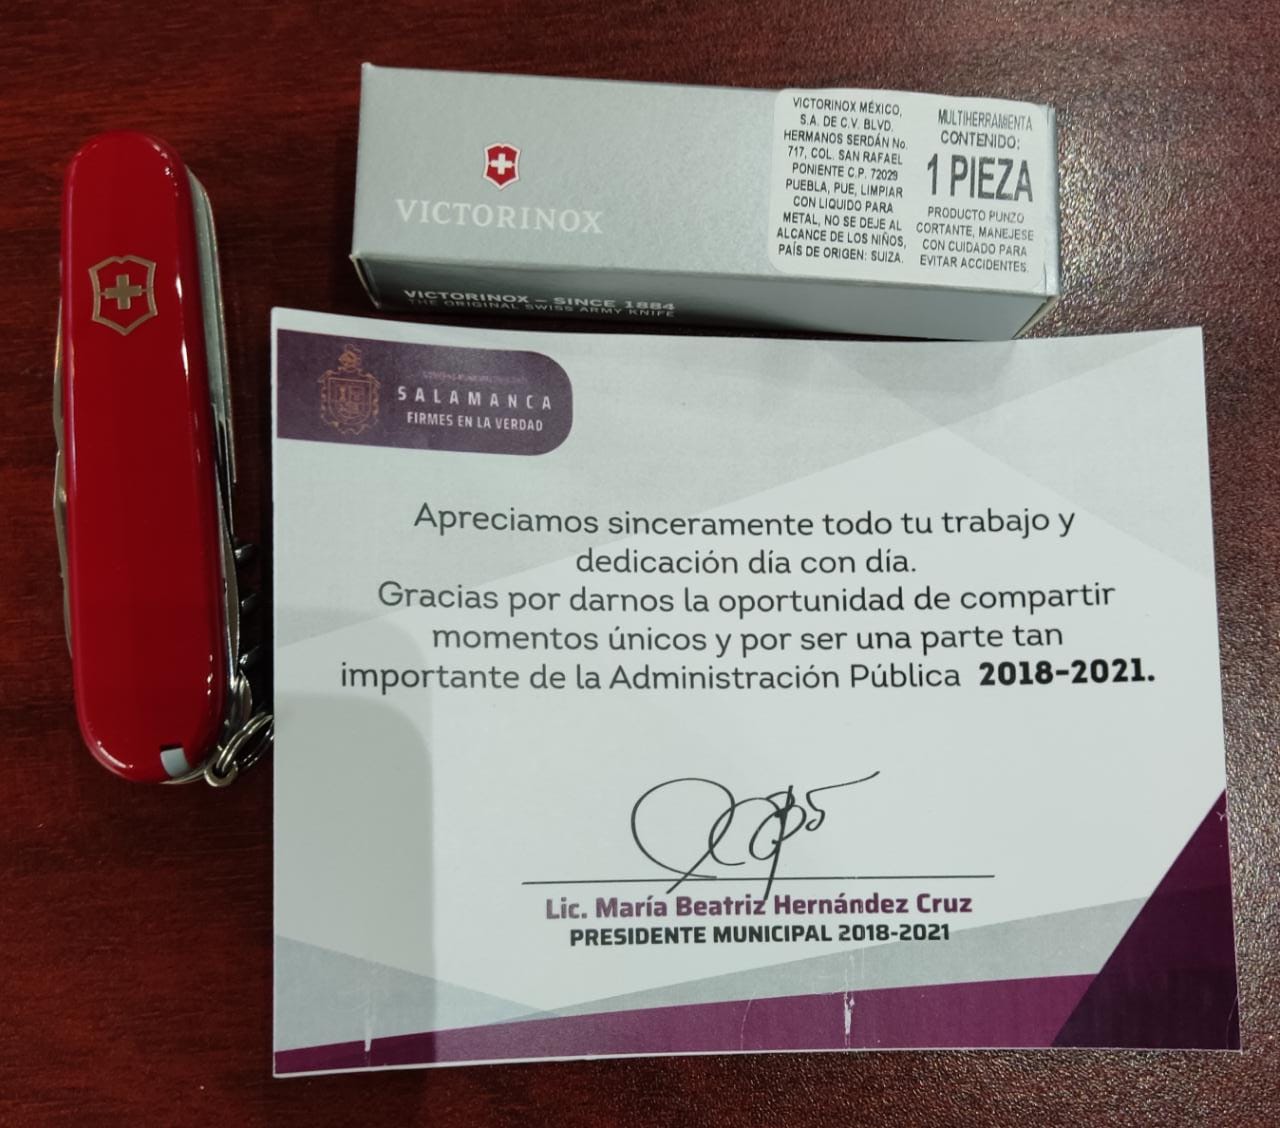 VICTORINOX
VICTORINOX – SINCE 1884
THE ORIGINAL SWISS ARMY KNIFE
VICTORINOX MÉXICO,
S.A. DE C.V. BLVD.
HERMANOS SERDÁN No.
717, COL. SAN RAFAEL
PONIENTE C.P. 72029
PUEBLA, PUE, LIMPIAR
CON LIQUIDO PARA
METAL, NO SE DEJE AL
ALCANCE DE LOS NIÑOS,
PAÍS DE ORIGEN: SUIZA.
MULTIHERRAMIENTA
CONTENIDO:
1 PIEZA
PRODUCTO PUNZO
CORTANTE, MANEJESE
CON CUIDADO PARA
EVITAR ACCIDENTES.
SALAMANCA
FIRMES EN LA VERDAD
Apreciamos sinceramente todo tu trabajo y
dedicación día con día.
Gracias por darnos la oportunidad de compartir
momentos únicos y por ser una parte tan
importante de la Administración Pública 2018-2021.
Lic. María Beatriz Hernández Cruz
PRESIDENTE MUNICIPAL 2018-2021